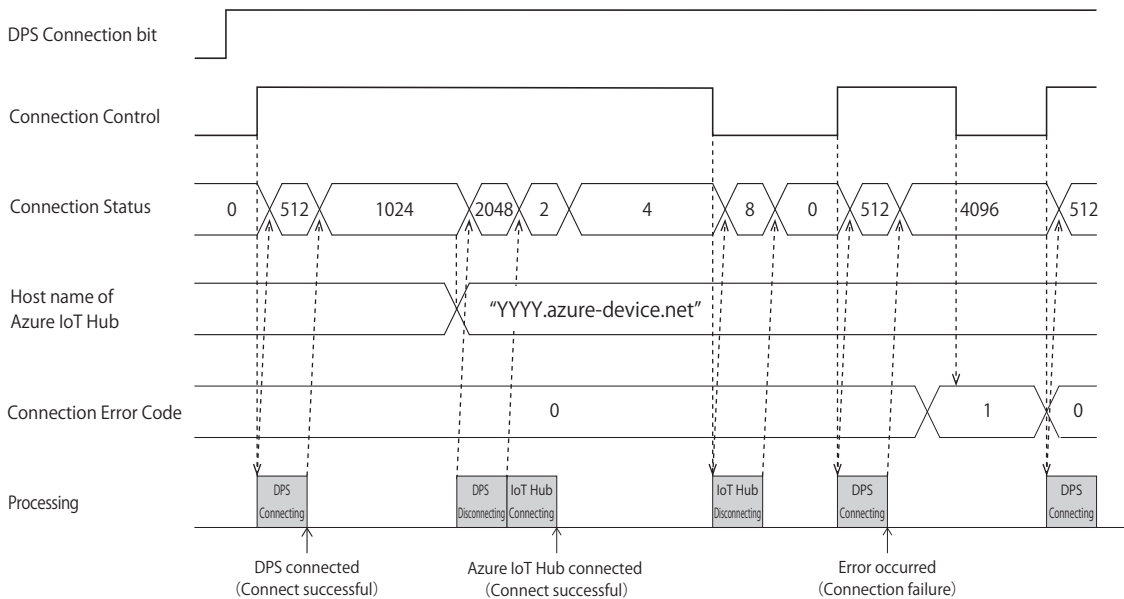 DPS Connection bit
Connection Control
Connection Status
0 512 1024 2048 2 4 8 0 512 4096 512
Host name of
Azure IoT Hub
“YYYY.azure-device.net”
Connection Error Code
0 1 0
Processing
DPS
Connecting
DPS
Disconnecting
IoT Hub
Connecting
IoT Hub
Disconnecting
DPS
Connecting
DPS
Connecting
DPS connected
(Connect successful)
Azure IoT Hub connected
(Connect successful)
Error occurred
(Connection failure)